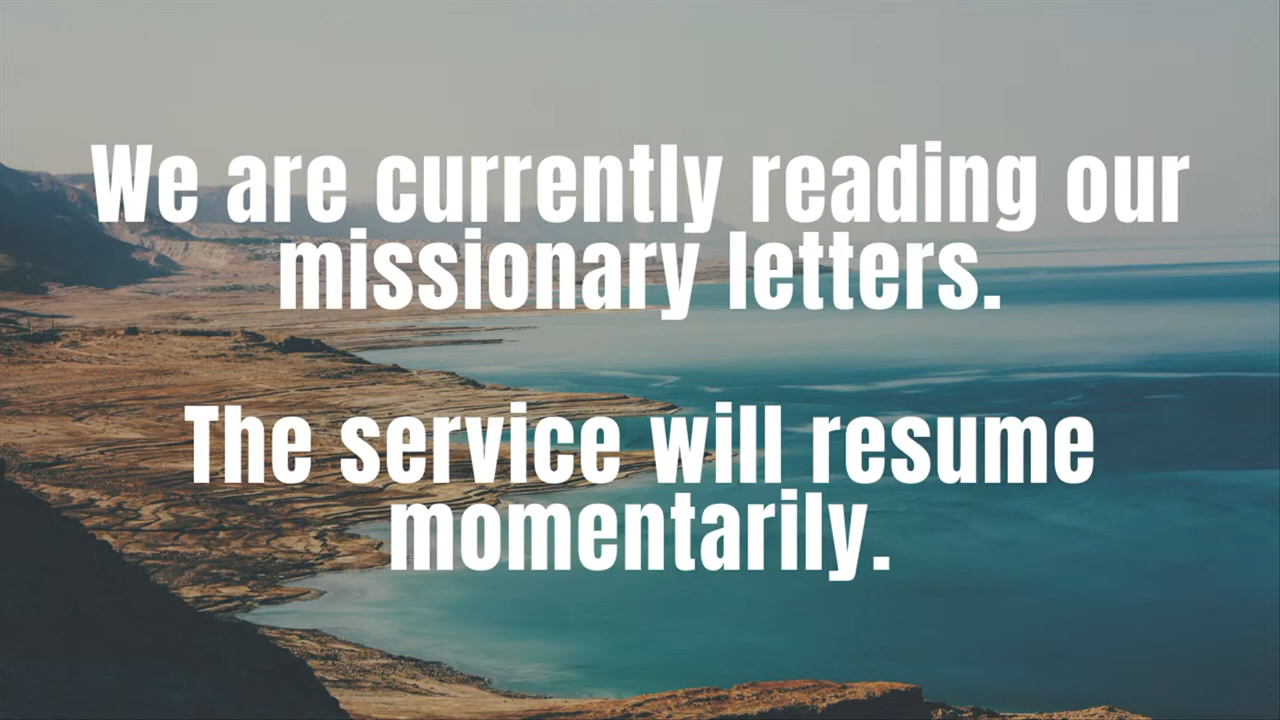 We are currently reading our
missionary letters.
The service will resume
momentarily.